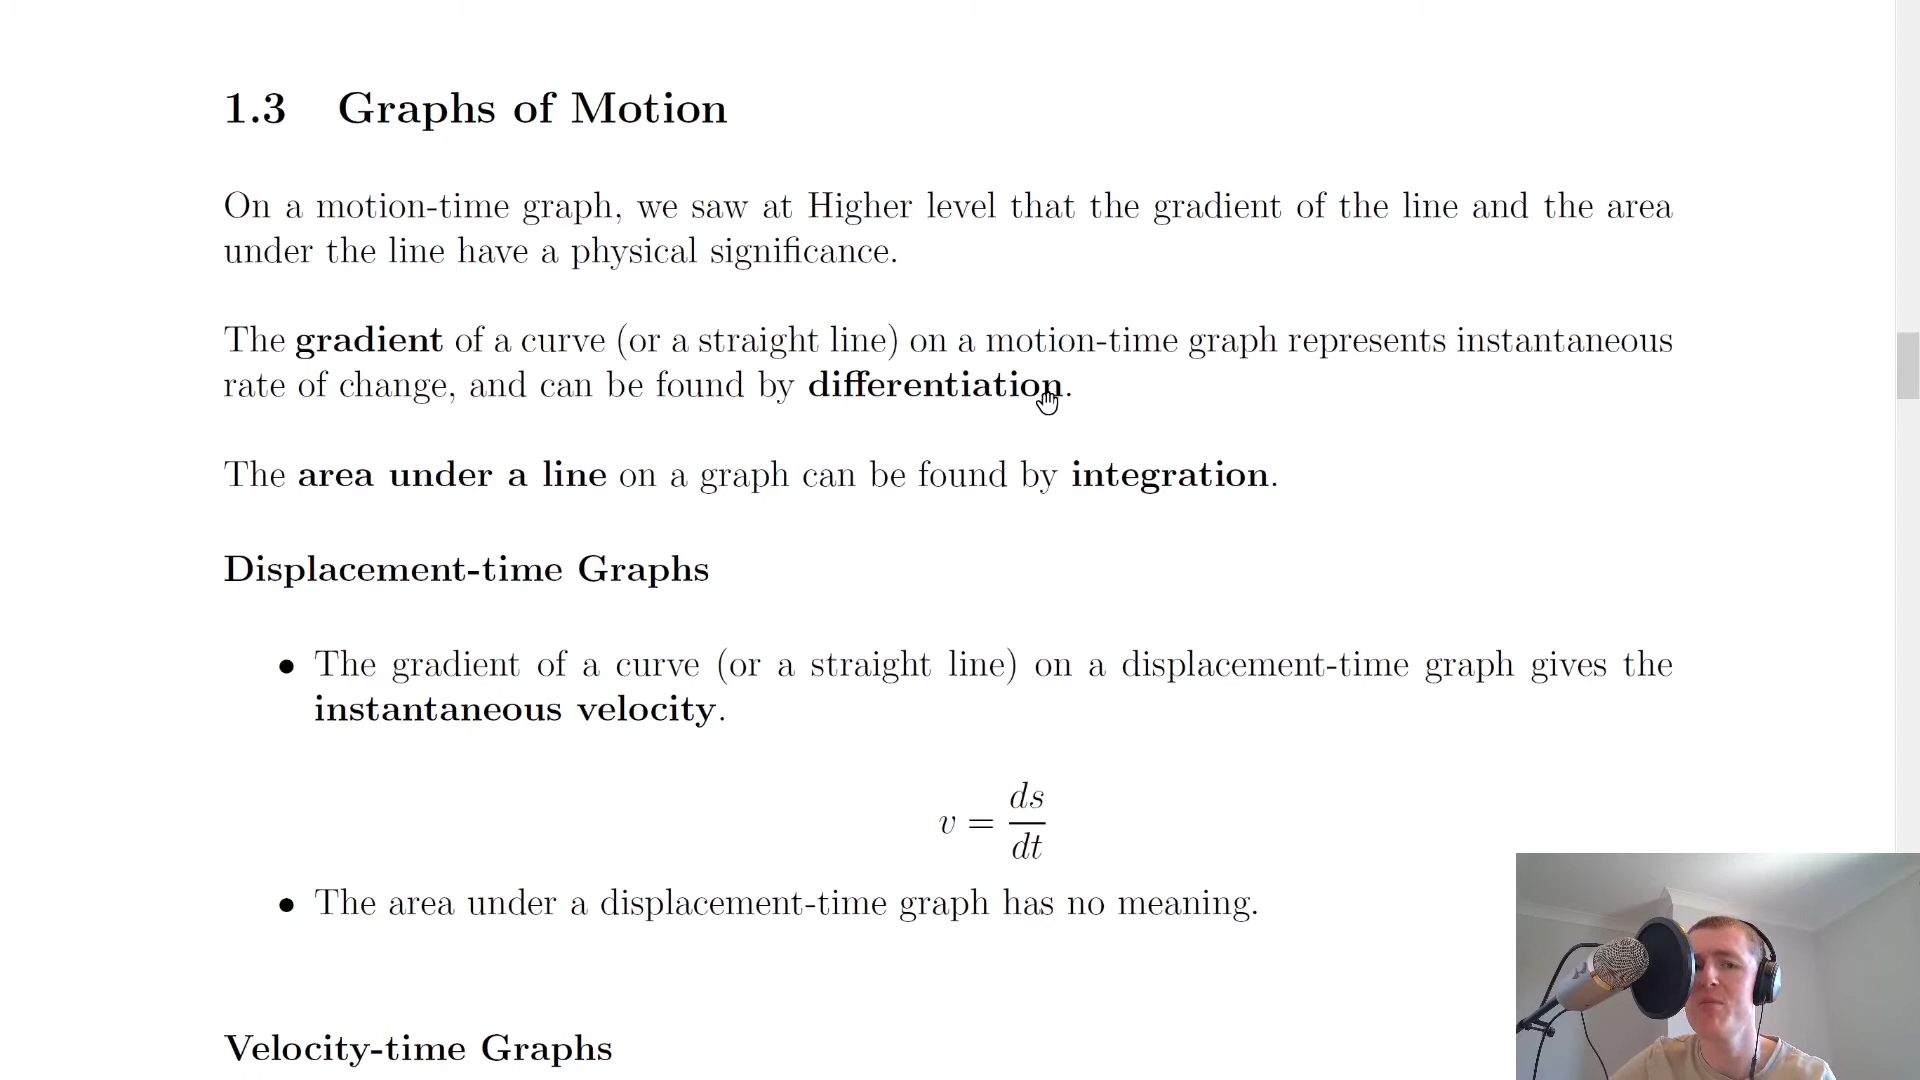 1.3 Graphs of Motion
On a motion-time graph, we saw at Higher level that the gradient of the line and the area
under the line have a physical significance.
The gradient of a curve (or a straight line) on a motion-time graph represents instantaneous
rate of change, and can be found by differentiation.
The area under a line on a graph can be found by integration.
Displacement-time Graphs
• The gradient of a curve (or a straight line) on a displacement-time graph gives the
instantaneous velocity.
v = ds/dt
• The area under a displacement-time graph has no meaning.
Velocity-time Graphs